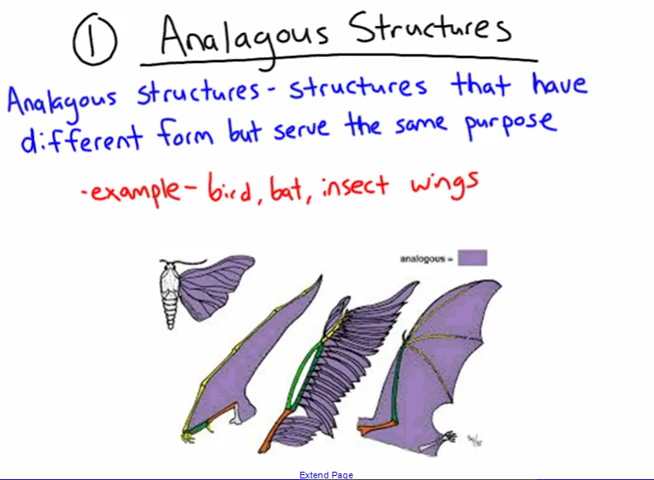 ① Analagous Structures
Analagous structures - structures that have
different form but serve the same purpose
- example - bird, bat, insect wings
analogous =
Extend Page